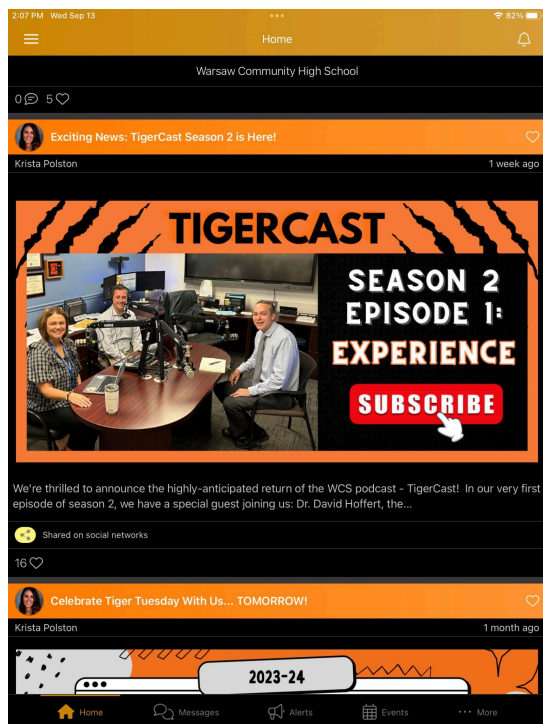 2:07 PM Wed Sep 13
82%
Home
Warsaw Community High School
0 5
Exciting News: TigerCast Season 2 is Here!
Krista Polston
1 week ago
TIGERCAST
SEASON 2
EPISODE 1:
EXPERIENCE
SUBSCRIBE
We're thrilled to announce the highly-anticipated return of the WCS podcast - TigerCast! In our very first
episode of season 2, we have a special guest joining us: Dr. David Hoffert, the...
Shared on social networks
16
Celebrate Tiger Tuesday With Us... TOMORROW!
Krista Polston
1 month ago
2023-24
Home Messages Alerts Events More